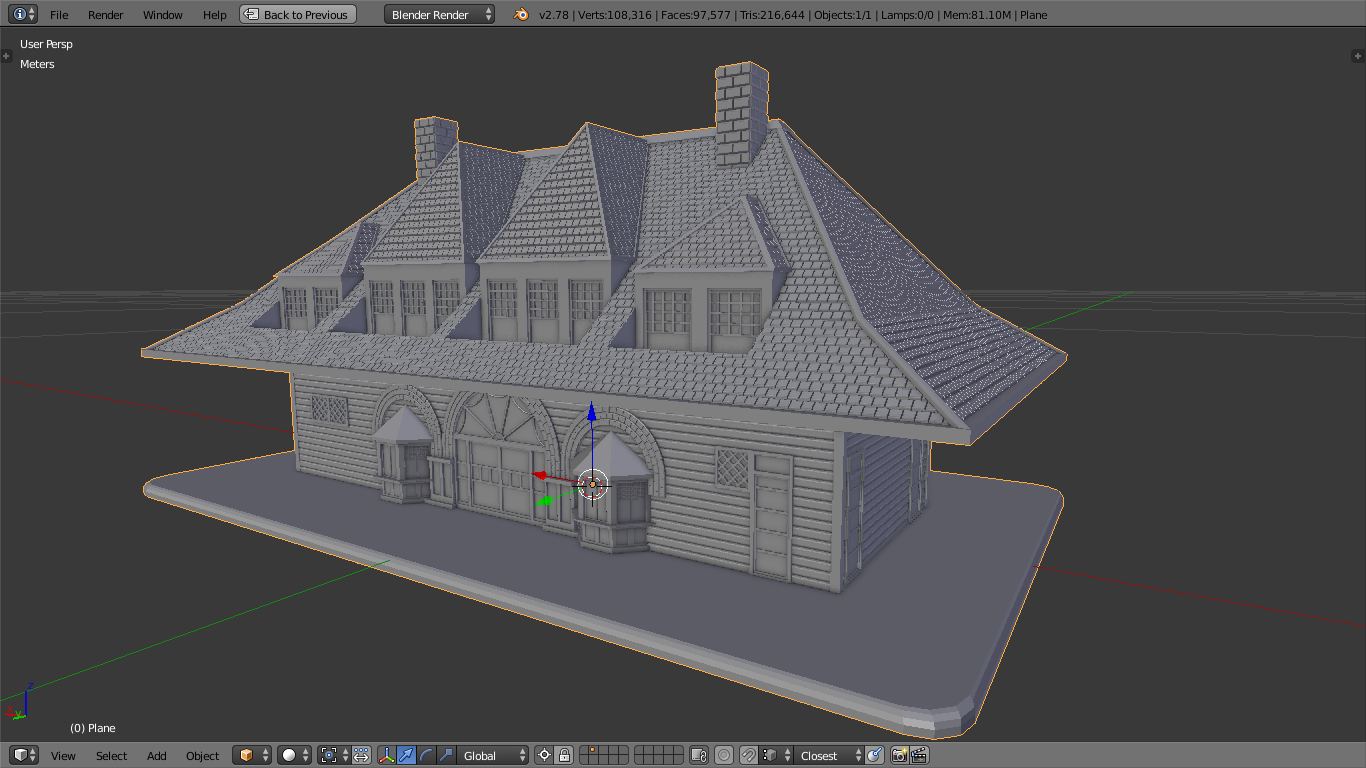 File Render Window Help Back to Previous Blender Render v2.78 | Verts:108,316 | Faces:97,577 | Tris:216,644 | Objects:1/1 | Lamps:0/0 | Mem:81.10M | Plane
User Persp
Meters
z
x y
(0) Plane
View Select Add Object Global Closest